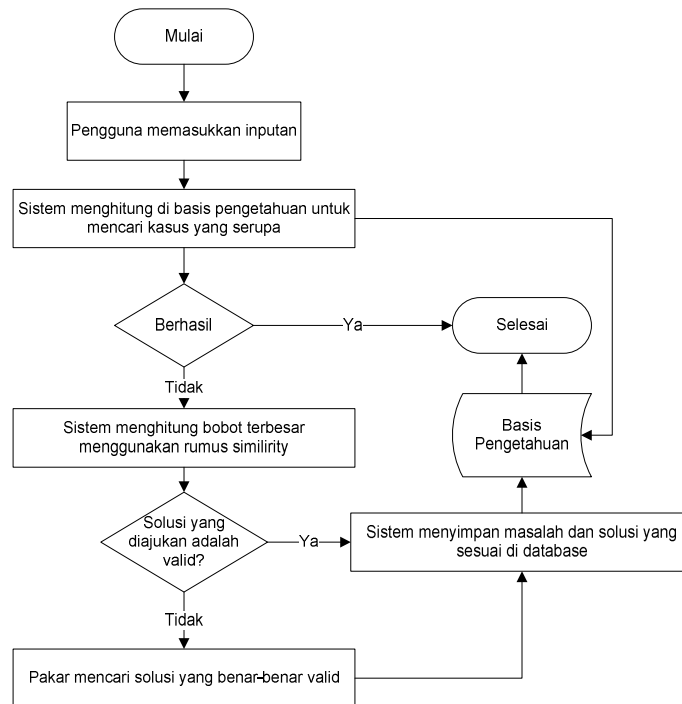 Mulai
Pengguna memasukkan inputan
Sistem menghitung di basis pengetahuan untuk
mencari kasus yang serupa
Berhasil
Ya
Selesai
Tidak
Basis
Pengetahuan
Sistem menghitung bobot terbesar
menggunakan rumus similirity
Solusi yang
diajukan adalah
valid?
Ya
Sistem menyimpan masalah dan solusi yang
sesuai di database
Tidak
Pakar mencari solusi yang benar-benar valid